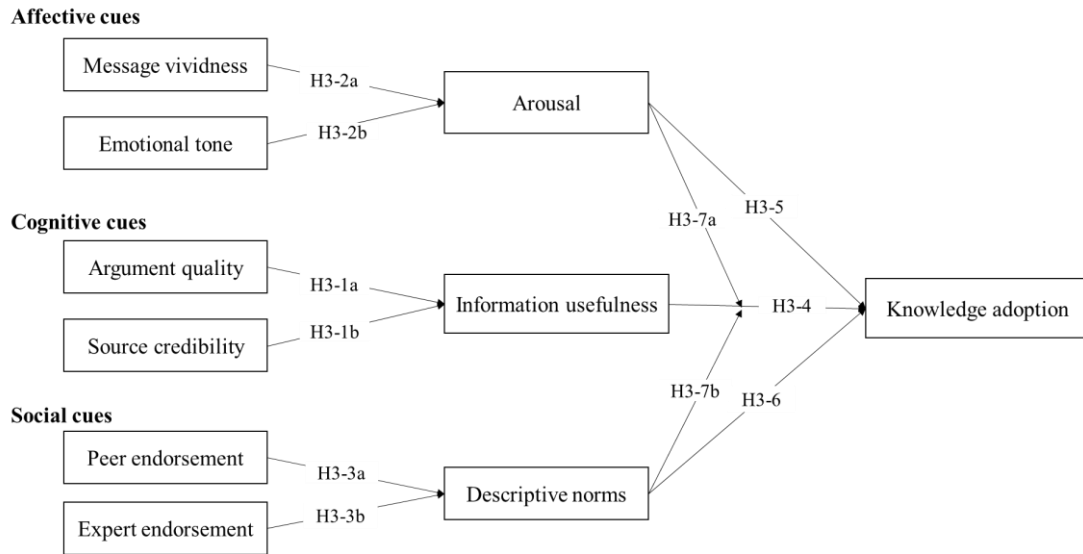 Affective cues
Message vividness
H3-2a
Arousal
Emotional tone
H3-2b
Cognitive cues
H3-7a
H3-5
Argument quality
H3-1a
Information usefulness
H3-4
Knowledge adoption
Source credibility
H3-1b
Social cues
H3-7b
H3-6
Peer endorsement
H3-3a
Descriptive norms
Expert endorsement
H3-3b